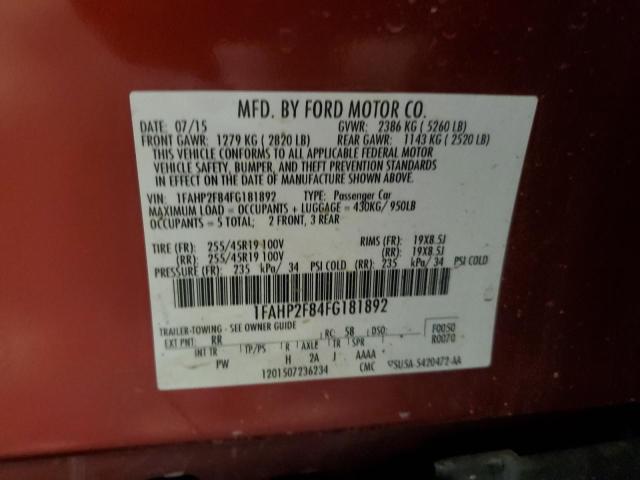 MFD. BY FORD MOTOR CO.
DATE: 07/15 GVWR: 2386 KG ( 5260 LB)
FRONT GAWR: 1279 KG ( 2820 LB) REAR GAWR: 1143 KG ( 2520 LB)
THIS VEHICLE CONFORMS TO ALL APPLICABLE FEDERAL MOTOR
VEHICLE SAFETY, BUMPER, AND THEFT PREVENTION STANDARDS
IN EFFECT ON THE DATE OF MANUFACTURE SHOWN ABOVE.
VIN: 1FAHP2F84FG181892 TYPE: Passenger Car
MAXIMUM LOAD = OCCUPANTS + LUGGAGE = 430KG/ 950LB
OCCUPANTS = 5 TOTAL; 2 FRONT, 3 REAR
TIRE (FR): 255/45R19 100V RIMS (FR): 19X8.5J
(RR): 255/45R19 100V (RR): 19X8.5J
PRESSURE (FR): 235 kPa/ 34 PSI COLD (RR): 235 kPa/ 34 PSI COLD
1FAHP2F84FG181892
TRAILER-TOWING - SEE OWNER GUIDE
EXT PNT: RR RC: 58 DSO: F0050
INT TR TP/PS R AXLE TR SPR R0070
PW H 2A J AAAA
1201507236234 CMC SU5A-5420472-AA